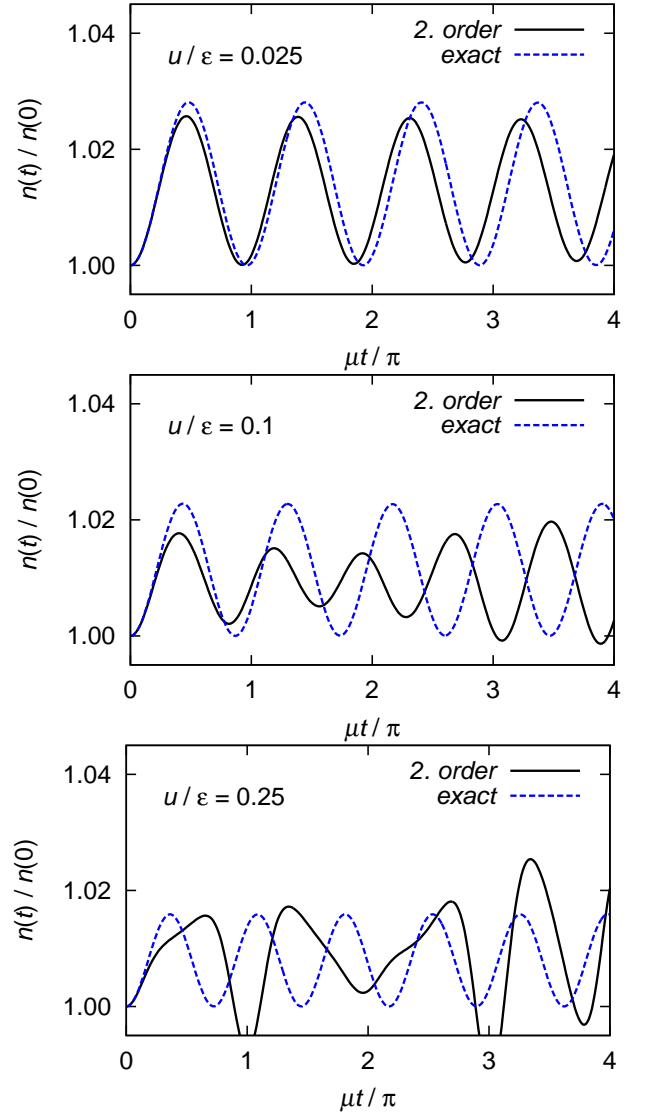 1.04
2. order
u / ε = 0.025
exact
n(t) / n(0)
1.02
1.00
0 1 2 3 4
μt / π
1.04
2. order
u / ε = 0.1
exact
n(t) / n(0)
1.02
1.00
0 1 2 3 4
μt / π
1.04
2. order
u / ε = 0.25
exact
n(t) / n(0)
1.02
1.00
0 1 2 3 4
μt / π